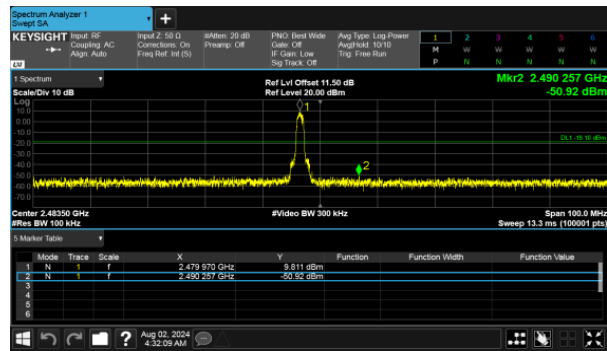 Spectrum Analyzer 1
Swept SA
+
KEYSIGHT Input: RF Input Z: 50 Ω #Atten: 20 dB PNO: Best Wide Avg Type: Log-Power 1 2 3 4 5 6
Coupling: AC Corrections: On Preamp: Off Gate: Off Avg|Hold: 10/10 M W W W W W
Align: Auto Freq Ref: Int (S) IF Gain: Low Trig: Free Run
Sig Track: Off P N N N N N
LXI
1 Spectrum Ref Lvl Offset 11.50 dB Mkr2 2.490 257 GHz
Scale/Div 10 dB Ref Level 20.00 dBm -50.92 dBm
Log
10.0
0.00
-10.0
-20.0
-30.0
-40.0
-50.0
-60.0
-70.0
1
2
Center 2.48350 GHz #Video BW 300 kHz Span 100.0 MHz
#Res BW 100 kHz Sweep 13.3 ms (100001 pts)
5 Marker Table
Mode Trace Scale X Y Function Function Width Function Value
1 N 1 f 2.479 970 GHz 9.811 dBm
2 N 1 f 2.490 257 GHz -50.92 dBm
3
4
5
6
? Aug 02, 2024
4:32:09 AM